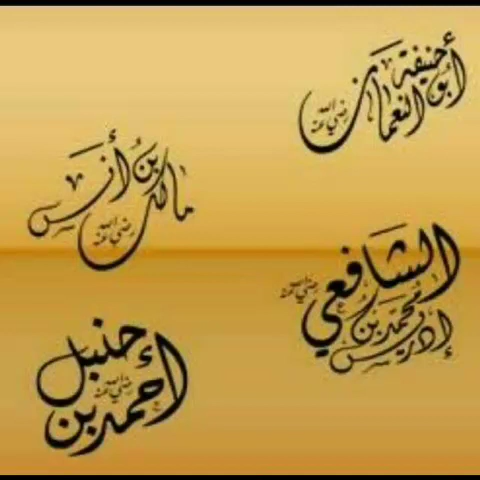 أبو حنيفة النعمان
رضي الله عنه
مالك بن أنس
رضي الله عنه
الشافعي
محمد بن
إدريس
رضي الله عنه
أحمد بن حنبل
رضي الله عنه